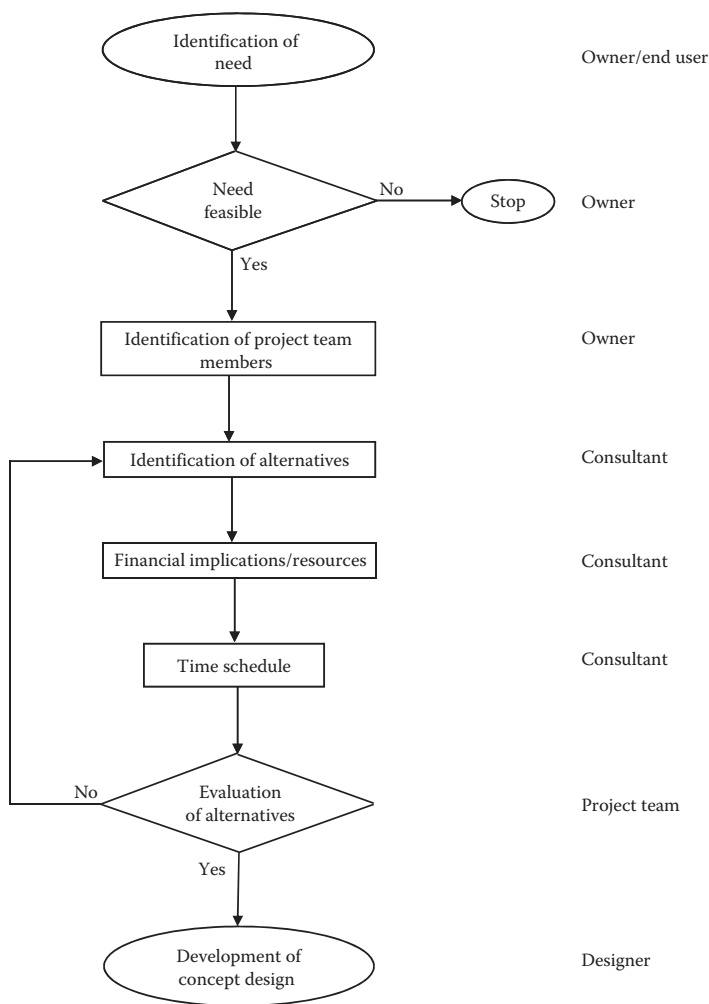 Identification of
need
Owner/end user
Need
feasible
No
Stop
Owner
Yes
Identification of project team
members
Owner
Identification of alternatives
Consultant
Financial implications/resources
Consultant
Time schedule
Consultant
No
Evaluation
of alternatives
Project team
Yes
Development of
concept design
Designer